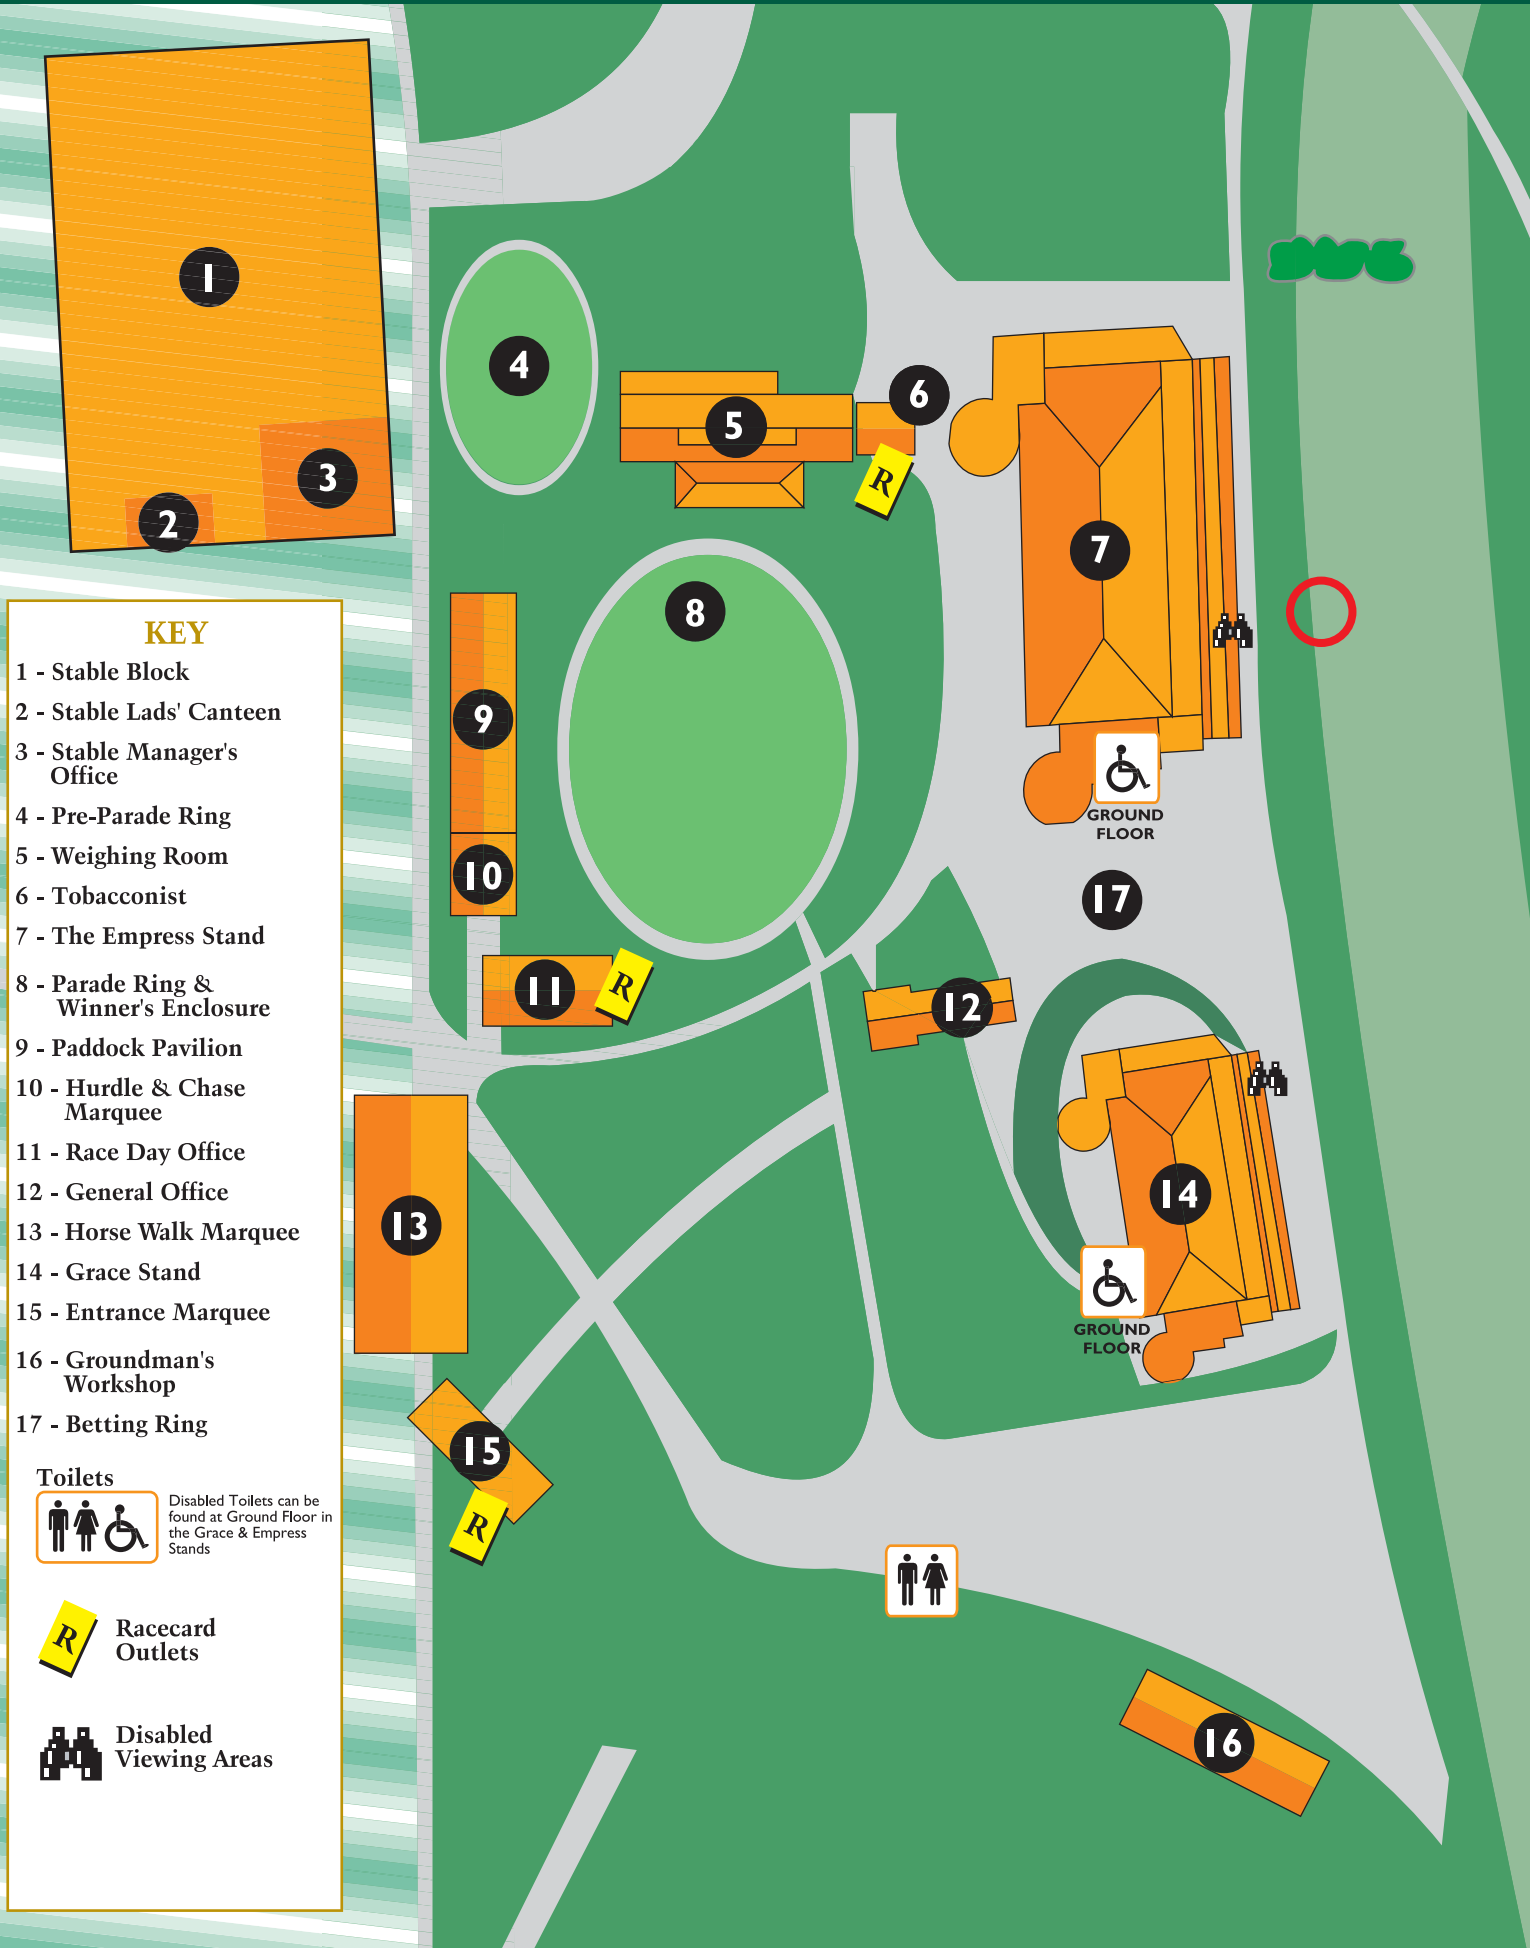 1
2
3
4
5
6
R
7
8
9
10
11
R
12
GROUND
FLOOR
17
13
14
GROUND
FLOOR
15
R
16
KEY
1 - Stable Block
2 - Stable Lads' Canteen
3 - Stable Manager's
Office
4 - Pre-Parade Ring
5 - Weighing Room
6 - Tobacconist
7 - The Empress Stand
8 - Parade Ring &
Winner's Enclosure
9 - Paddock Pavilion
10 - Hurdle & Chase
Marquee
11 - Race Day Office
12 - General Office
13 - Horse Walk Marquee
14 - Grace Stand
15 - Entrance Marquee
16 - Groundman's
Workshop
17 - Betting Ring
Toilets
Disabled Toilets can be
found at Ground Floor in
the Grace & Empress
Stands
R
Racecard
Outlets
Disabled
Viewing Areas